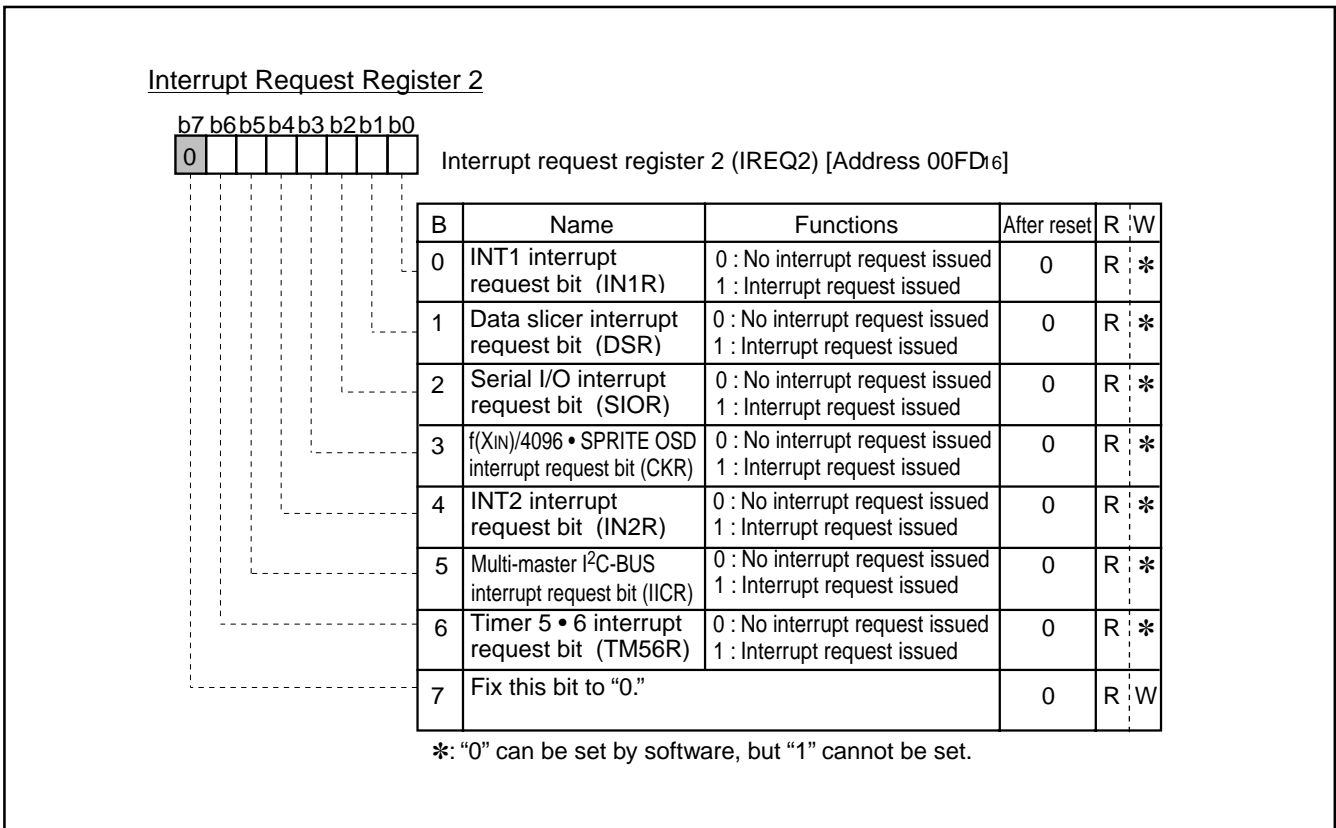 Interrupt Request Register 2
b7 b6 b5 b4 b3 b2 b1 b0
0
Interrupt request register 2 (IREQ2) [Address 00FD16]
B Name Functions After reset R W
0 INT1 interrupt request bit (IN1R) 0 : No interrupt request issued 1 : Interrupt request issued 0 R ✽
1 Data slicer interrupt request bit (DSR) 0 : No interrupt request issued 1 : Interrupt request issued 0 R ✽
2 Serial I/O interrupt request bit (SIOR) 0 : No interrupt request issued 1 : Interrupt request issued 0 R ✽
3 f(XIN)/4096 • SPRITE OSD interrupt request bit (CKR) 0 : No interrupt request issued 1 : Interrupt request issued 0 R ✽
4 INT2 interrupt request bit (IN2R) 0 : No interrupt request issued 1 : Interrupt request issued 0 R ✽
5 Multi-master I2C-BUS interrupt request bit (IICR) 0 : No interrupt request issued 1 : Interrupt request issued 0 R ✽
6 Timer 5 • 6 interrupt request bit (TM56R) 0 : No interrupt request issued 1 : Interrupt request issued 0 R ✽
7 Fix this bit to “0.” 0 R W
✽: “0” can be set by software, but “1” cannot be set.